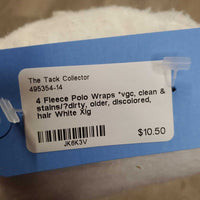 The Tack Collector
495354-14
4 Fleece Polo Wraps *vgc, clean &
stains/?dirty, older, discolored,
hair White Xlg
$10.50
JK6K3V